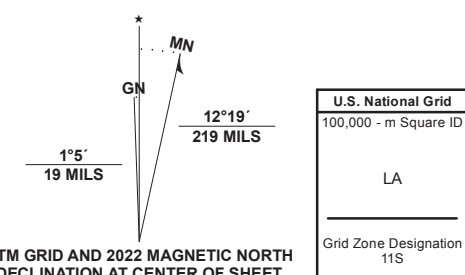 ★
MN
GN
12°19´
219 MILS
1°5´
19 MILS
TM GRID AND 2022 MAGNETIC NORTH
DECLINATION AT CENTER OF SHEET
U.S. National Grid
100,000 - m Square ID
LA
Grid Zone Designation
11S